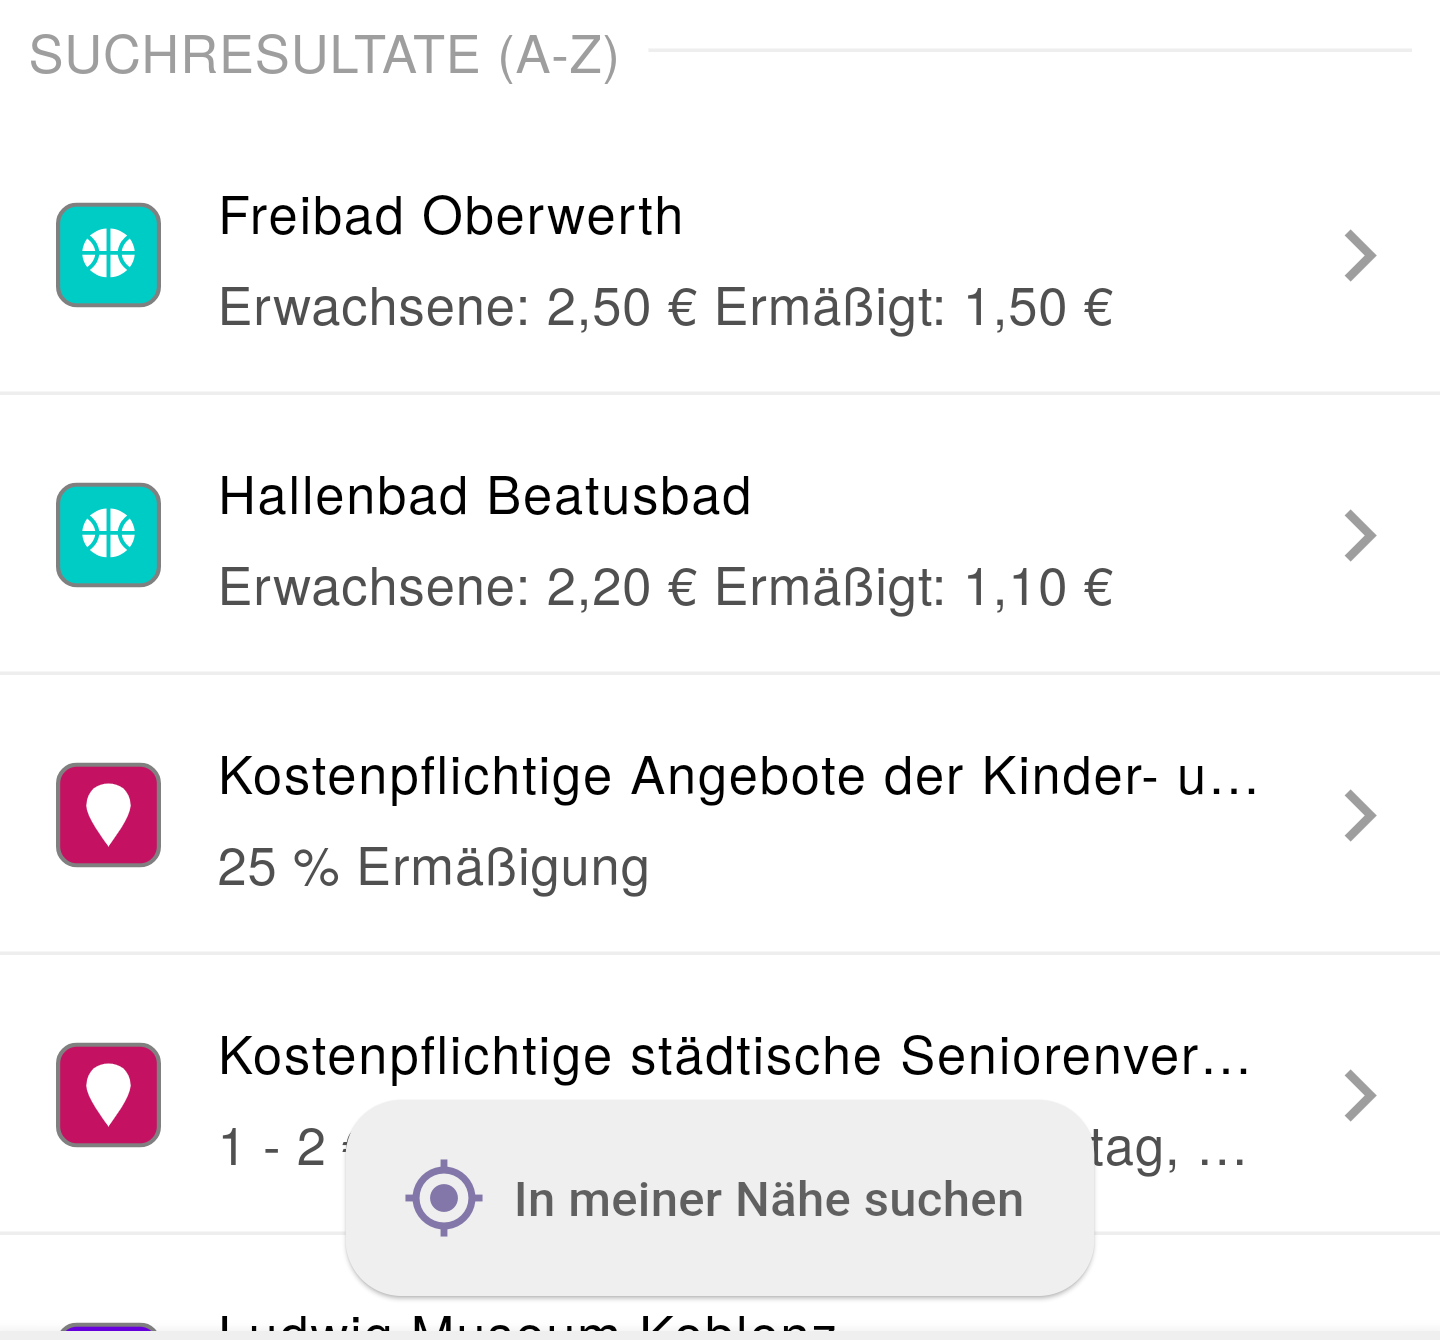 SUCHRESULTATE (A-Z)
Freibad Oberwerth
Erwachsene: 2,50 € Ermäßigt: 1,50 €
Hallenbad Beatusbad
Erwachsene: 2,20 € Ermäßigt: 1,10 €
Kostenpflichtige Angebote der Kinder- u...
25 % Ermäßigung
Kostenpflichtige städtische Seniorenver...
1 - 2
tag, ...
In meiner Nähe suchen
Ludwig Museum Koblenz